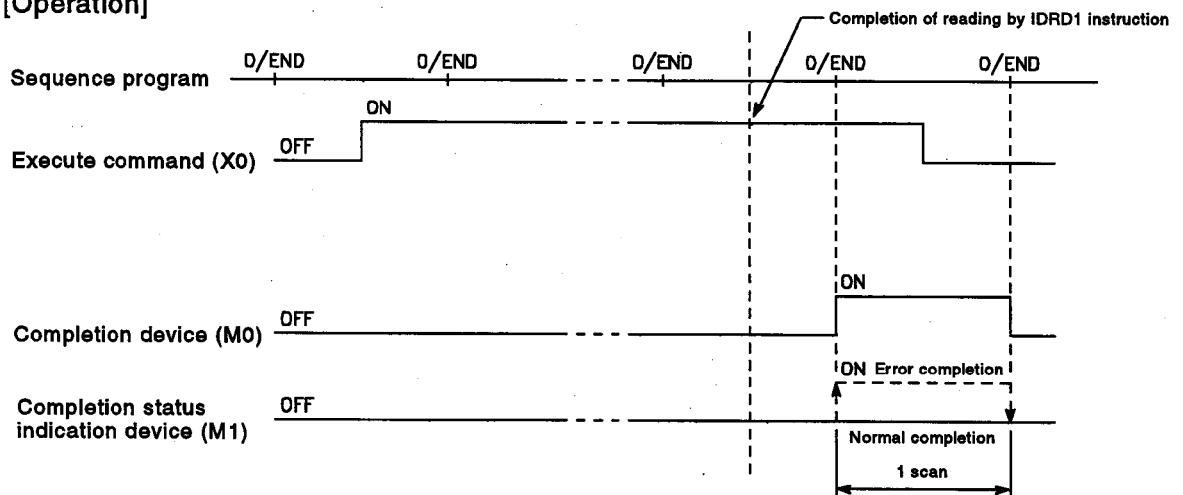 [Operation]
Completion of reading by IDRD1 instruction
0/END 0/END 0/END 0/END 0/END
Sequence program
ON
OFF
Execute command (X0)
ON
OFF
Completion device (M0)
ON Error completion
OFF
Completion status
indication device (M1)
Normal completion
1 scan